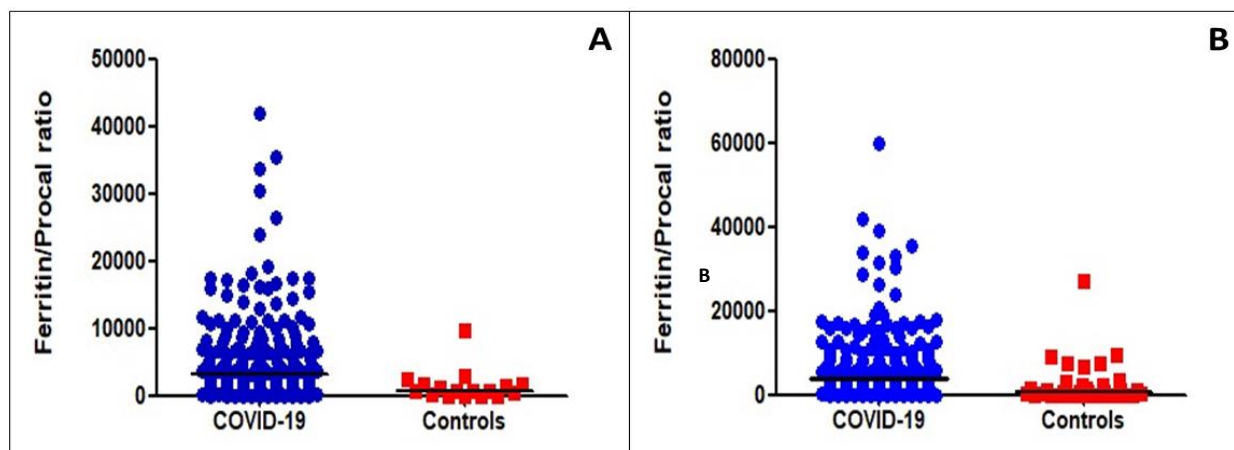 A
Ferritin/Procal ratio
50000
40000
30000
20000
10000
0
COVID-19
Controls
B
Ferritin/Procal ratio
80000
60000
40000
20000
0
B
COVID-19
Controls